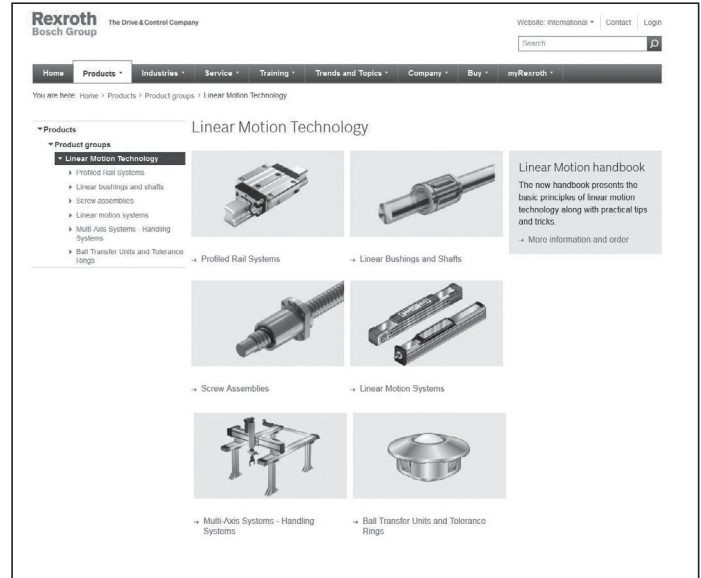 Rexroth
Bosch Group
The Drive & Control Company
Website: International
Contact
Login
Search
Home
Products
Industries
Service
Training
Trends and Topics
Company
Buy
myRexroth
You are here: Home > Products > Product groups > Linear Motion Technology
Products
Product groups
Linear Motion Technology
Profiled Rail Systems
Linear bushings and shafts
Screw assemblies
Linear motion systems
Multi-Axis Systems - Handling
Systems
Ball Transfer Units and Tolerance
Rings
Linear Motion Technology
→ Profiled Rail Systems
→ Linear Bushings and Shafts
→ Screw Assemblies
→ Linear Motion Systems
→ Multi-Axis Systems - Handling
Systems
→ Ball Transfer Units and Tolerance
Rings
Linear Motion handbook
The new handbook presents the
basic principles of linear motion
technology along with practical tips
and tricks.
→ More information and order